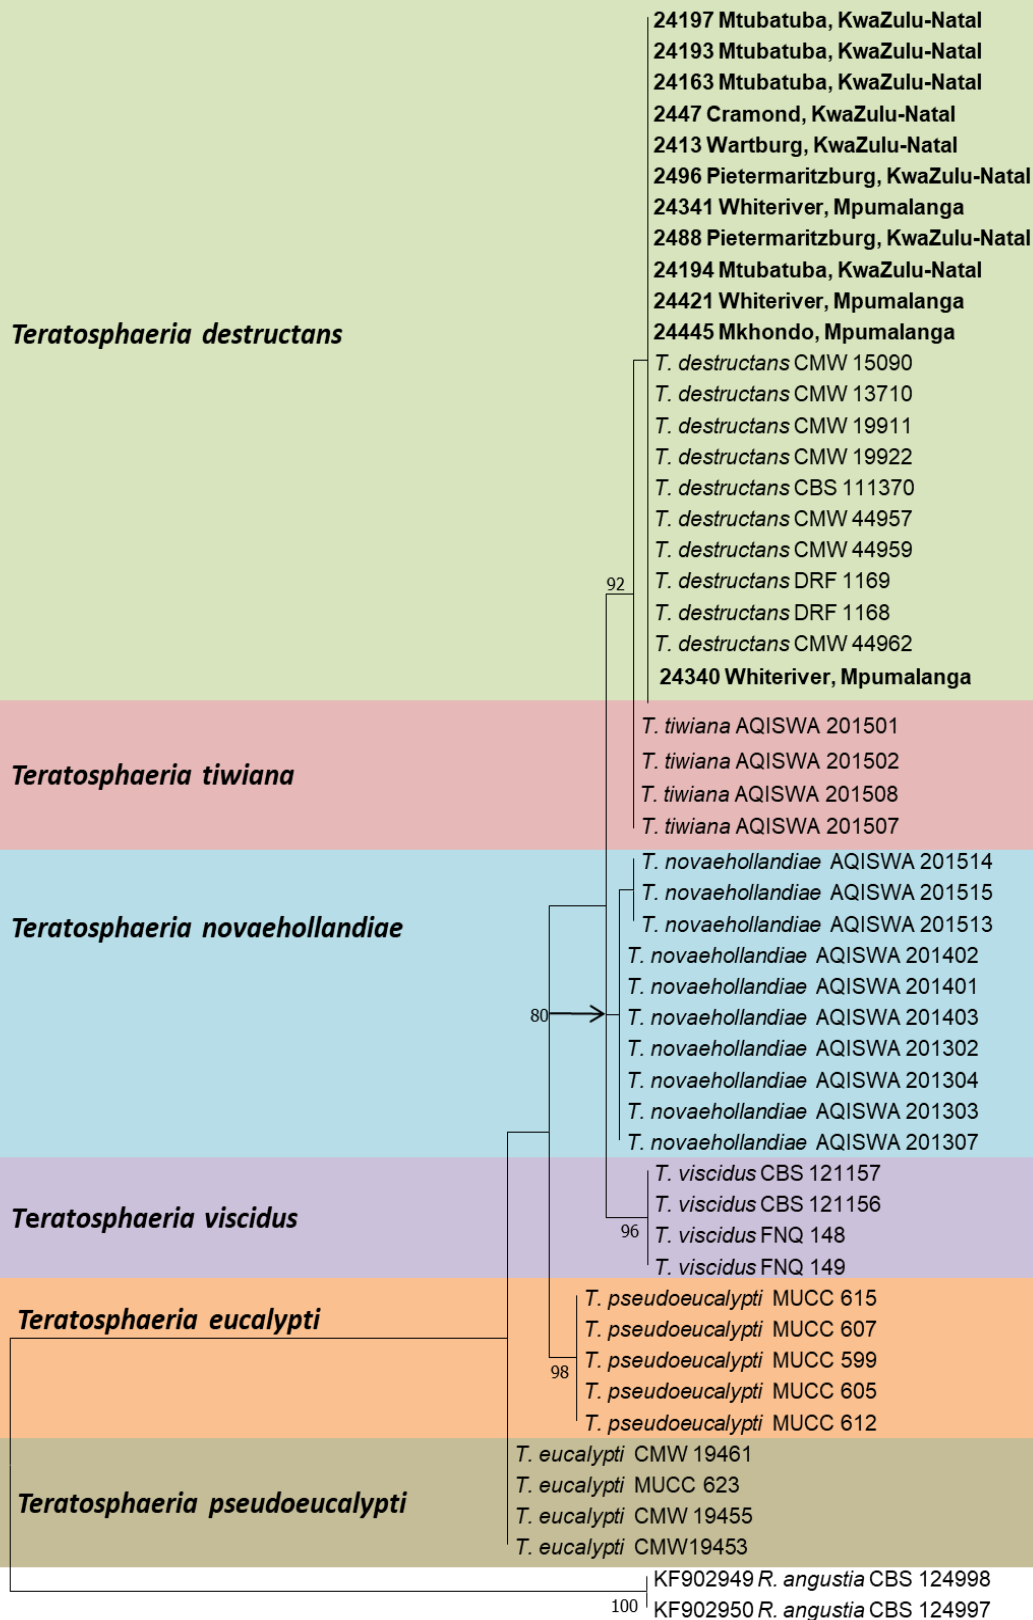 24197 Mtubatuba, KwaZulu-Natal
24193 Mtubatuba, KwaZulu-Natal
24163 Mtubatuba, KwaZulu-Natal
2447 Cramond, KwaZulu-Natal
2413 Wartburg, KwaZulu-Natal
2496 Pietermaritzburg, KwaZulu-Natal
24341 Whiteriver, Mpumalanga
2488 Pietermaritzburg, KwaZulu-Natal
24194 Mtubatuba, KwaZulu-Natal
24421 Whiteriver, Mpumalanga
24445 Mkhondo, Mpumalanga
Teratosphaeria destructans
T. destructans CMW 15090
T. destructans CMW 13710
T. destructans CMW 19911
T. destructans CMW 19922
T. destructans CBS 111370
T. destructans CMW 44957
T. destructans CMW 44959
92
T. destructans DRF 1169
T. destructans DRF 1168
T. destructans CMW 44962
24340 Whiteriver, Mpumalanga
T. tiwiana AQISWA 201501
T. tiwiana AQISWA 201502
Teratosphaeria tiwiana
T. tiwiana AQISWA 201508
T. tiwiana AQISWA 201507
T. novaehollandiae AQISWA 201514
T. novaehollandiae AQISWA 201515
T. novaehollandiae AQISWA 201513
Teratosphaeria novaehollandiae
T. novaehollandiae AQISWA 201402
T. novaehollandiae AQISWA 201401
80
T. novaehollandiae AQISWA 201403
T. novaehollandiae AQISWA 201302
T. novaehollandiae AQISWA 201304
T. novaehollandiae AQISWA 201303
T. novaehollandiae AQISWA 201307
T. viscidus CBS 121157
T. viscidus CBS 121156
Teratosphaeria viscidus
96
T. viscidus FNQ 148
T. viscidus FNQ 149
T. pseudoeucalypti MUCC 615
Teratosphaeria eucalypti
T. pseudoeucalypti MUCC 607
T. pseudoeucalypti MUCC 599
98
T. pseudoeucalypti MUCC 605
T. pseudoeucalypti MUCC 612
T. eucalypti CMW 19461
T. eucalypti MUCC 623
Teratosphaeria pseudoeucalypti
T. eucalypti CMW 19455
T. eucalypti CMW19453
KF902949 R. angustia CBS 124998
100
KF902950 R. angustia CBS 124997